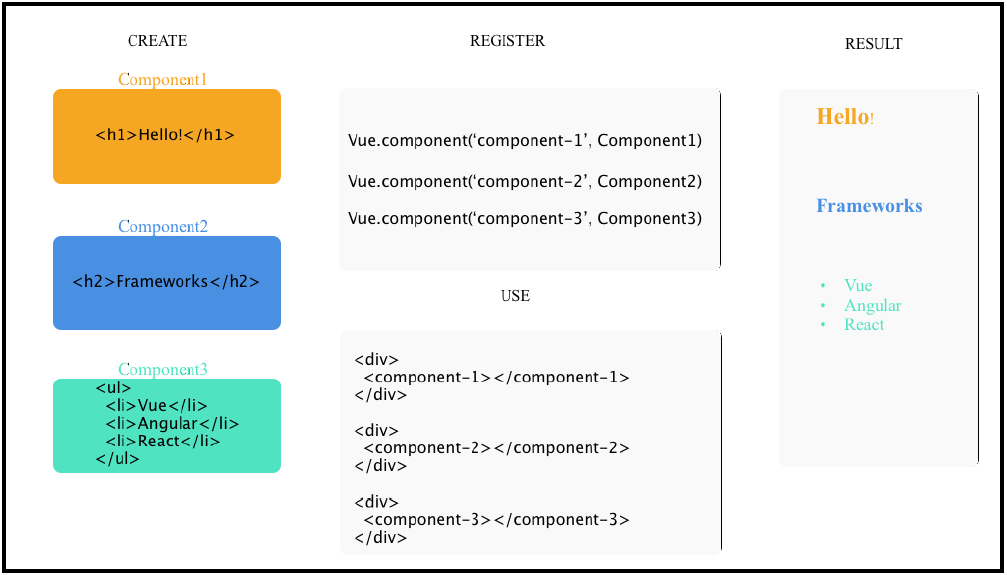 CREATE
Component1
<h1>Hello!</h1>
Component2
<h2>Frameworks</h2>
Component3
<ul>
<li>Vue</li>
<li>Angular</li>
<li>React</li>
</ul>
REGISTER
Vue.component(‘component-1’, Component1)
Vue.component(‘component-2’, Component2)
Vue.component(‘component-3’, Component3)
USE
<div>
<component-1></component-1>
</div>
<div>
<component-2></component-2>
</div>
<div>
<component-3></component-3>
</div>
RESULT
Hello!
Frameworks
• Vue
• Angular
• React